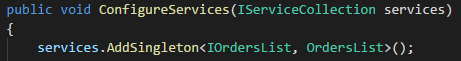 public void ConfigureServices(IServiceCollection services)
{
services.AddSingleton<IOrdersList, OrdersList>();